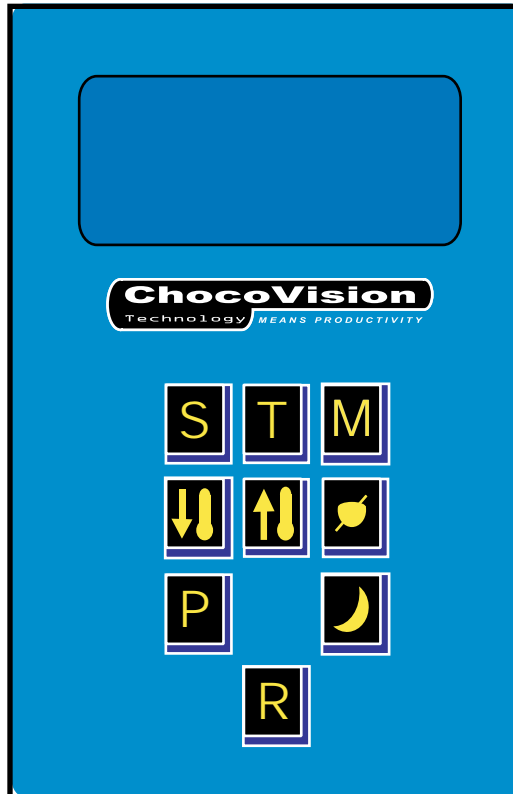 ChocoVision
Technology MEANS PRODUCTIVITY
S T M
P
R